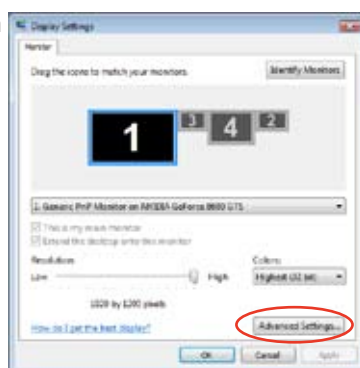 Display Settings
Monitor
Drag the icons to match your monitors.
Identify Monitors
1
3
4
2
1. Generic PnP Monitor on NVIDIA GeForce 8600 GTS
This is my main monitor
Extend the desktop onto this monitor
Resolution:
Low
High
Colors:
Highest (32 bit)
by 1200 pixels
How do I get the best display?
Advanced Settings...
OK
Cancel
Apply